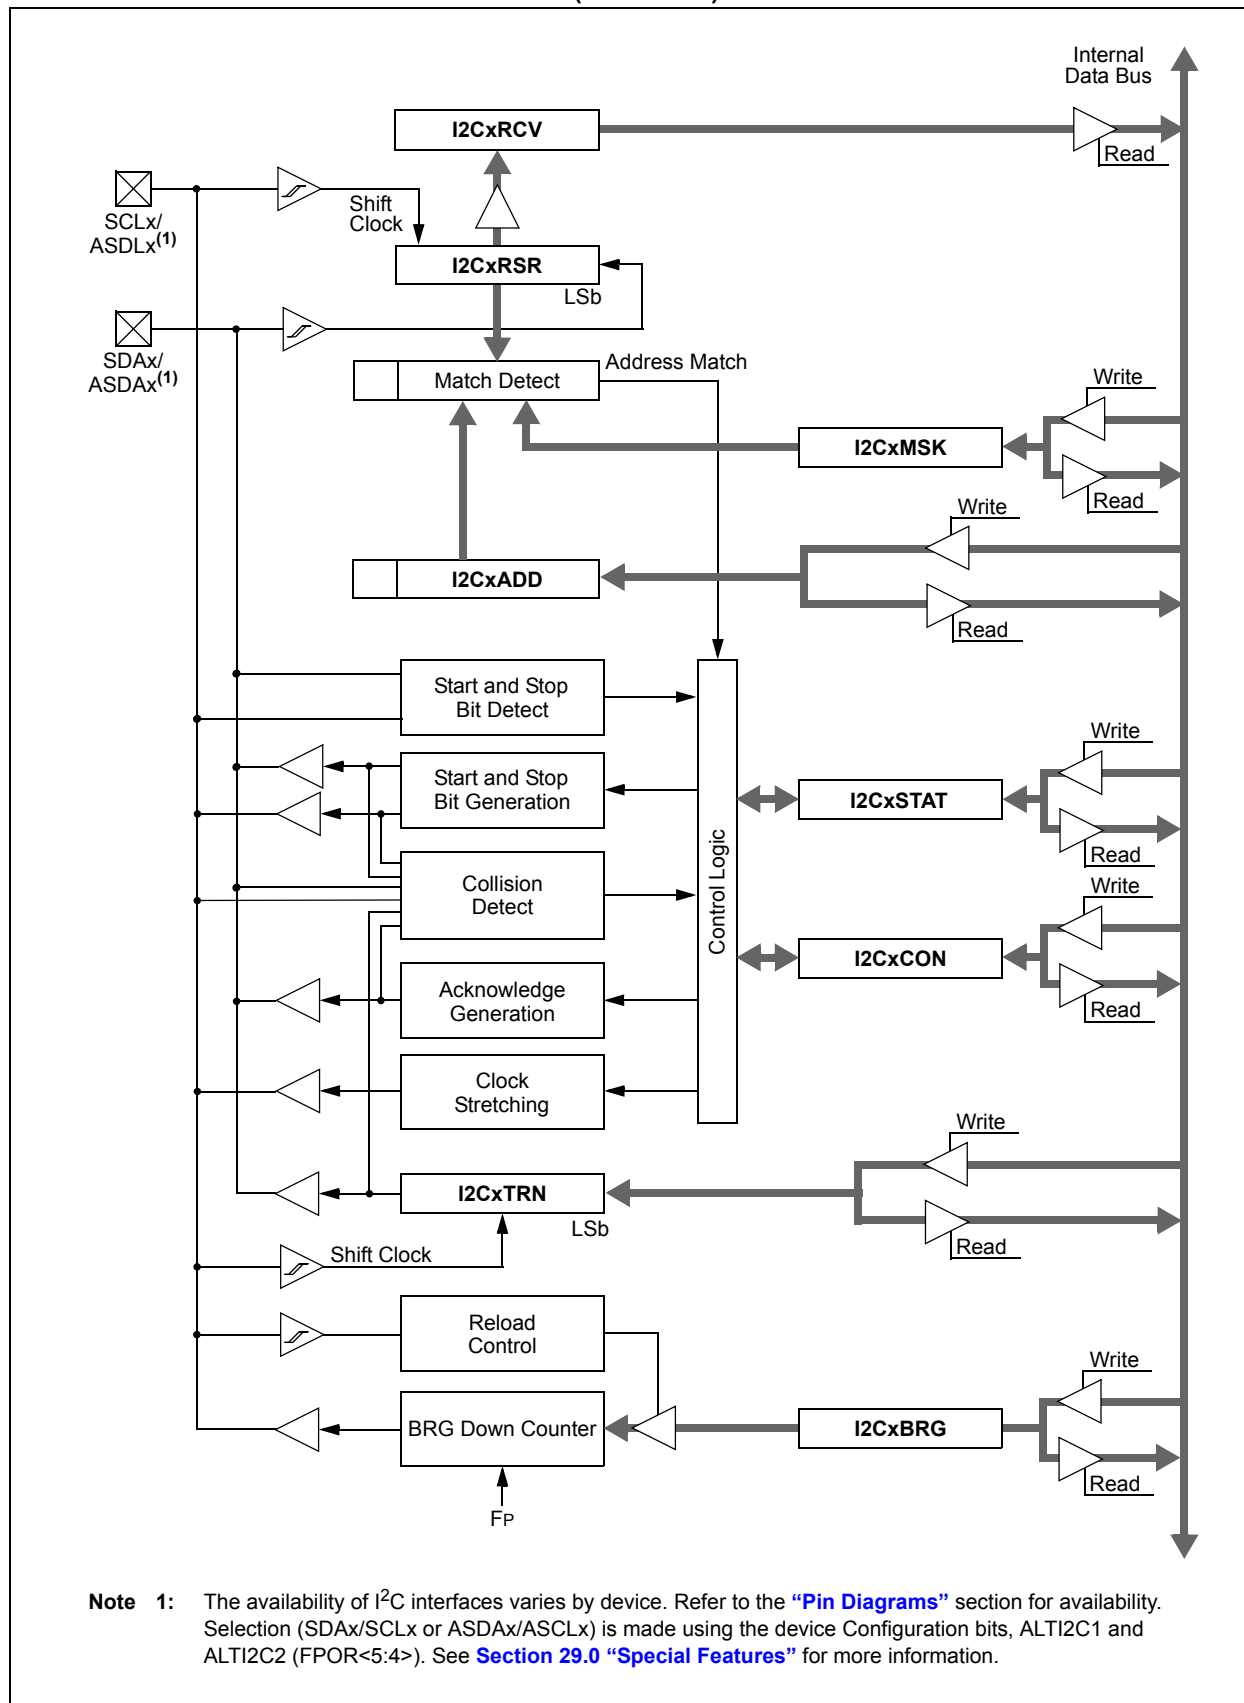 Internal
Data Bus
I2CxRCV
Read
SCLx/
ASDLx(1)
Shift
Clock
I2CxRSR
LSb
SDAx/
ASDAx(1)
Match Detect
Address Match
Write
I2CxMSK
Read
Write
I2CxADD
Read
Start and Stop
Bit Detect
Write
Start and Stop
Bit Generation
I2CxSTAT
Read
Control Logic
Collision
Detect
Write
I2CxCON
Read
Acknowledge
Generation
Clock
Stretching
Write
I2CxTRN
LSb
Read
Shift Clock
Reload
Control
Write
BRG Down Counter
I2CxBRG
Read
FP
Note 1: The availability of I2C interfaces varies by device. Refer to the “Pin Diagrams” section for availability.
Selection (SDAx/SCLx or ASDAx/ASCLx) is made using the device Configuration bits, ALTI2C1 and
ALTI2C2 (FPOR<5:4>). See Section 29.0 “Special Features” for more information.